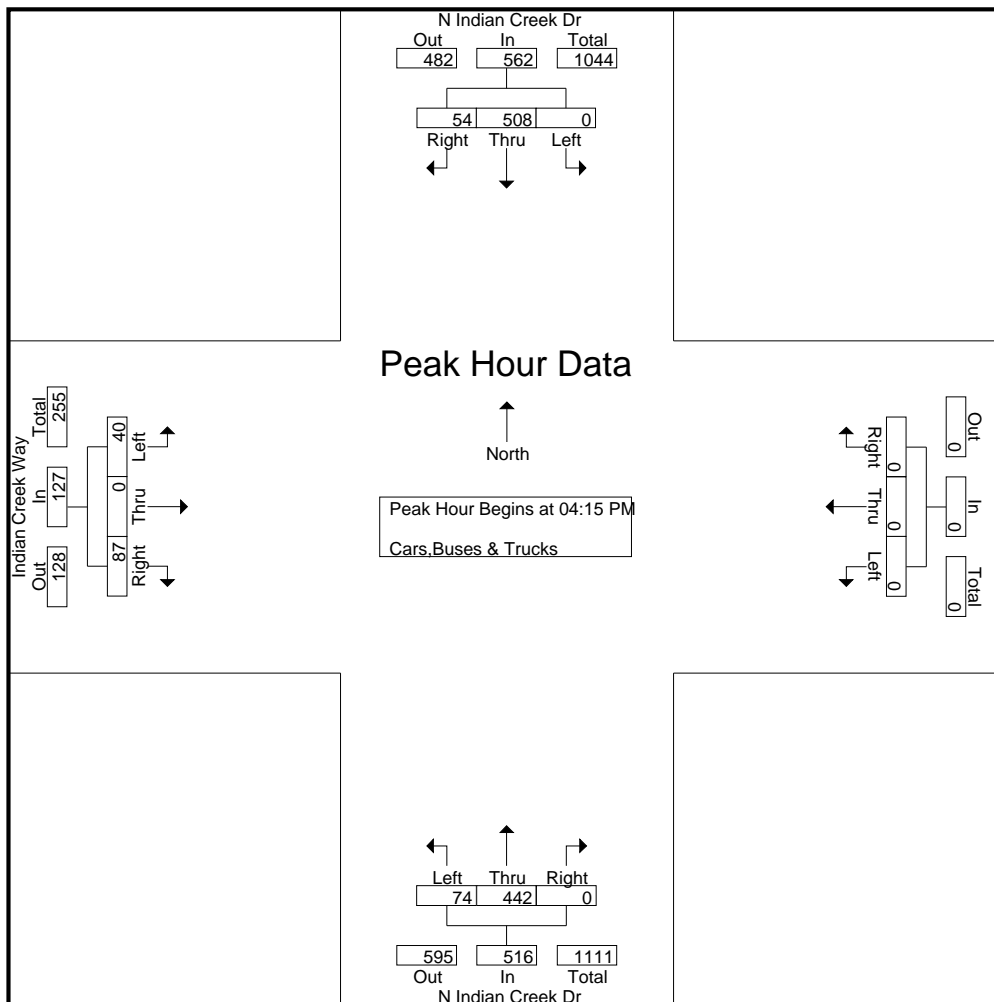 N Indian Creek Dr
Out In Total
482 562 1044
54 508 0
Right Thru Left
Peak Hour Data
North
Peak Hour Begins at 04:15 PM
Cars,Buses & Trucks
Indian Creek Way
Out In Total
128 127 255
87 0 40
Right Thru Left
Out In Total
0 0 0
0 0 0
Right Thru Left
Left Thru Right
74 442 0
595 516 1111
Out In Total
N Indian Creek Dr